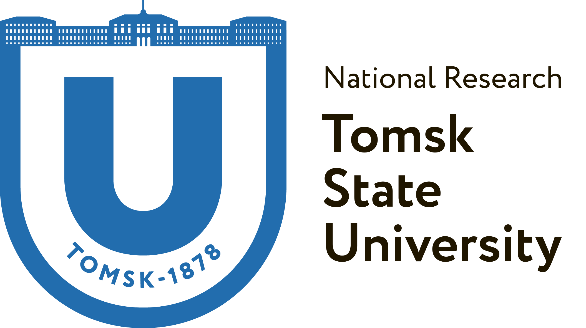 U
TOMSK-1878
National Research
Tomsk
State
University